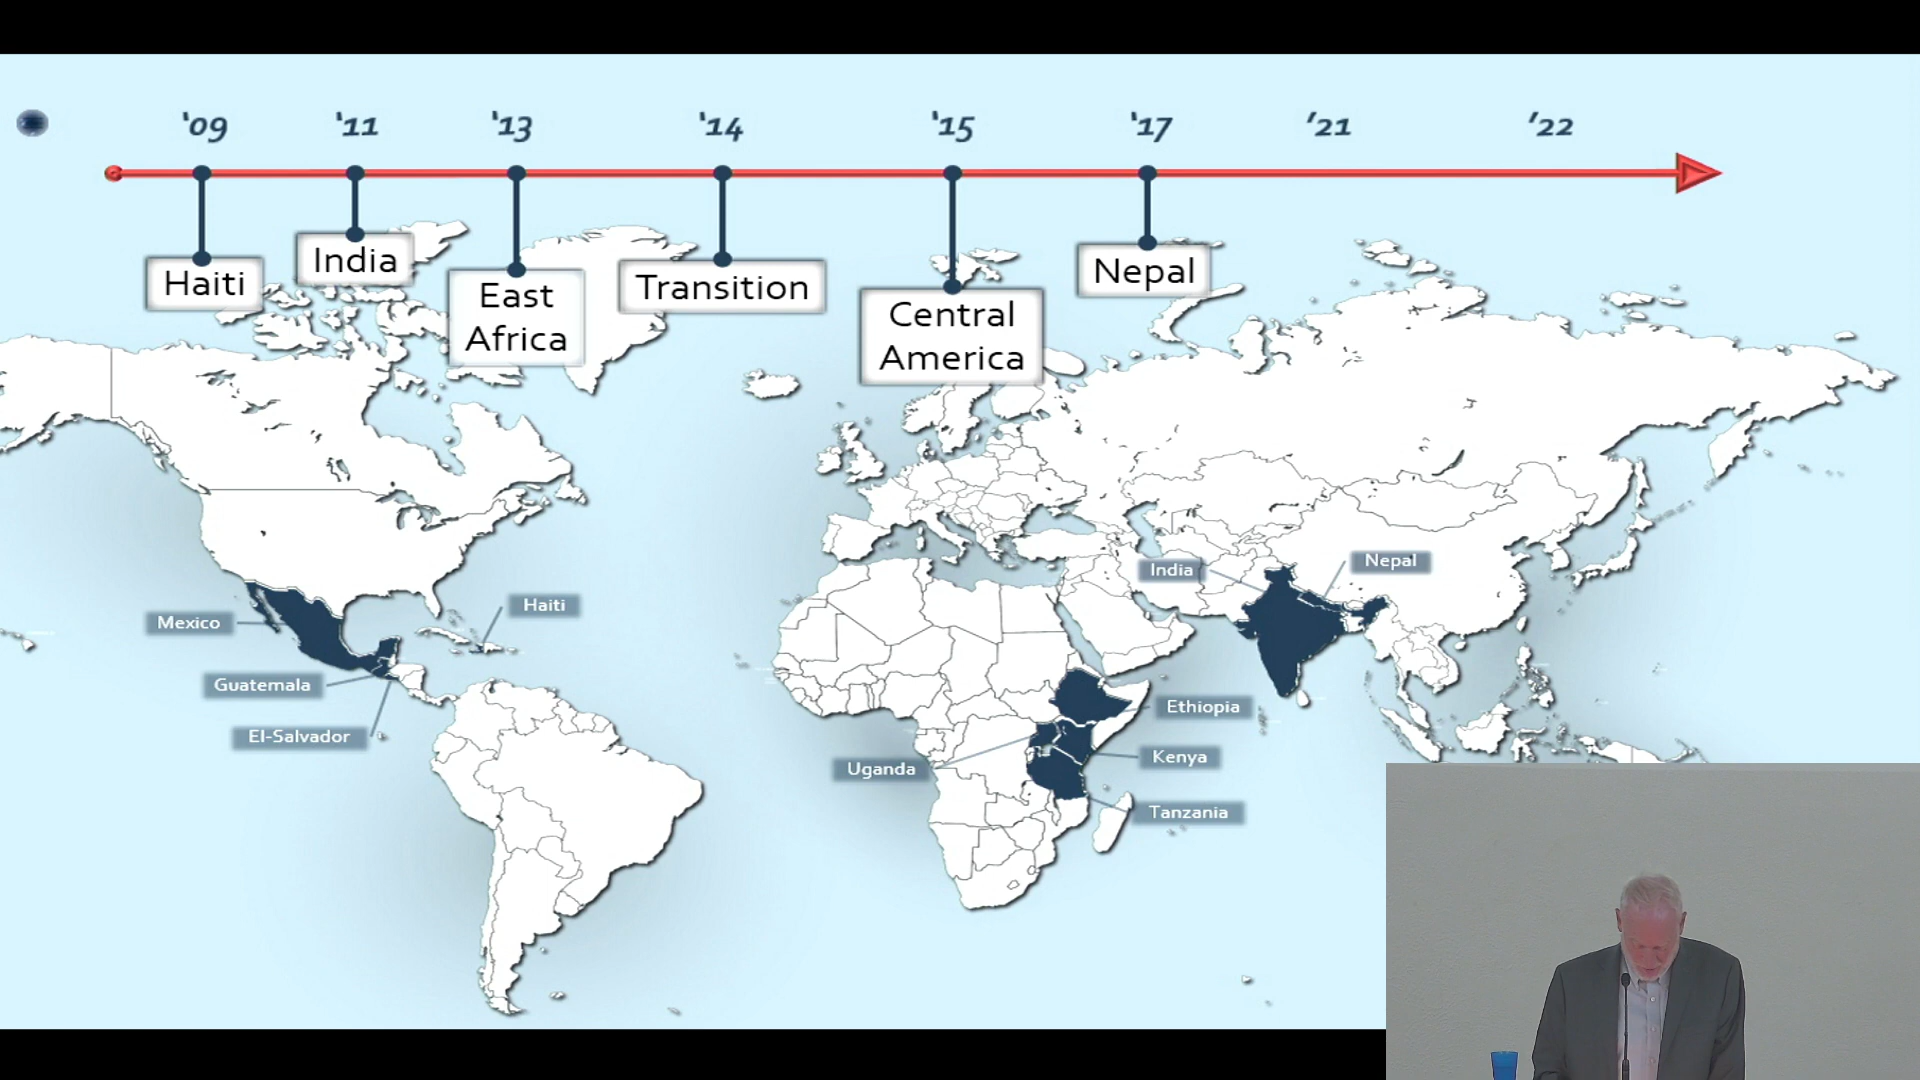 ‘09 ‘11 ‘13 ‘14 ‘15 ‘17 ’21 ’22
Haiti
India
East
Africa
Transition
Central
America
Nepal
India
Nepal
Mexico
Haiti
Guatemala
El-Salvador
Ethiopia
Kenya
Uganda
Tanzania